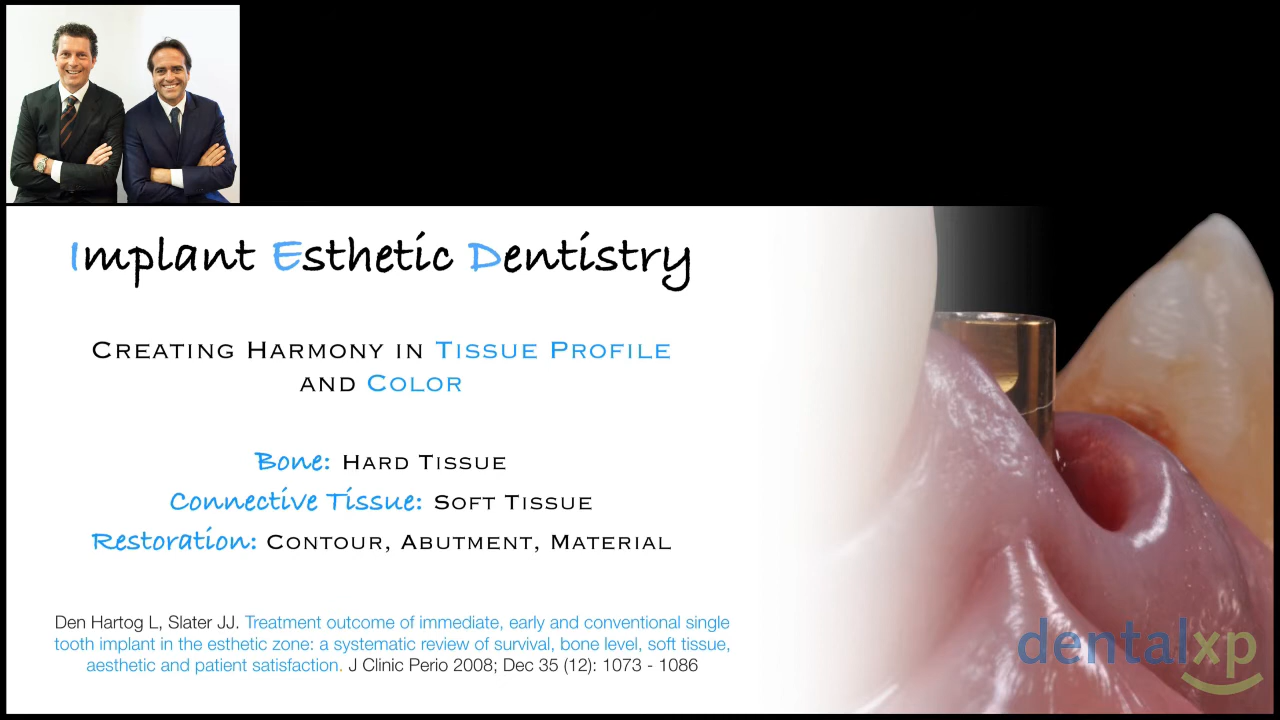 Implant Esthetic Dentistry
Creating Harmony in Tissue Profile
and Color
Bone: Hard Tissue
Connective Tissue: Soft Tissue
Restoration: Contour, Abutment, Material
Den Hartog L, Slater JJ. Treatment outcome of immediate, early and conventional single
tooth implant in the esthetic zone: a systematic review of survival, bone level, soft tissue,
aesthetic and patient satisfaction. J Clinic Perio 2008; Dec 35 (12): 1073 - 1086
dentalxp